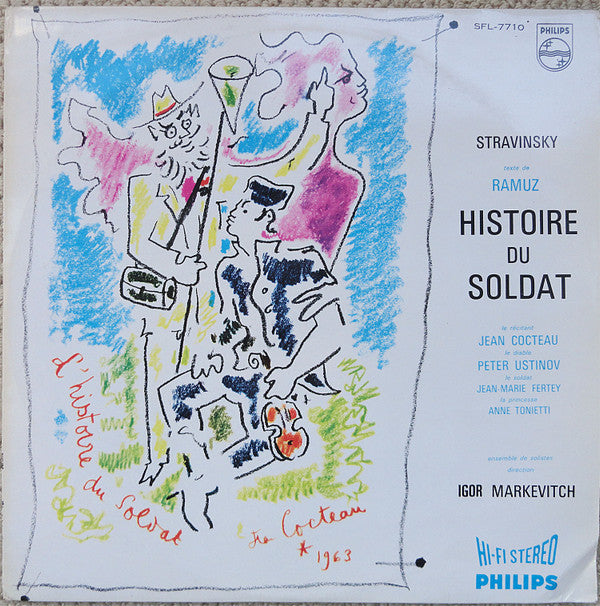 SFL-7710
PHILIPS
STRAVINSKY
texte de
RAMUZ
HISTOIRE
DU
SOLDAT
le récitant
JEAN COCTEAU
le diable
PETER USTINOV
le soldat
JEAN-MARIE FERTEY
la princesse
ANNE TONIETTI
ensemble de solistes
direction
IGOR MARKEVITCH
HI-FI STEREO
PHILIPS
L'histoire
du Soldat
Jean Cocteau
1963